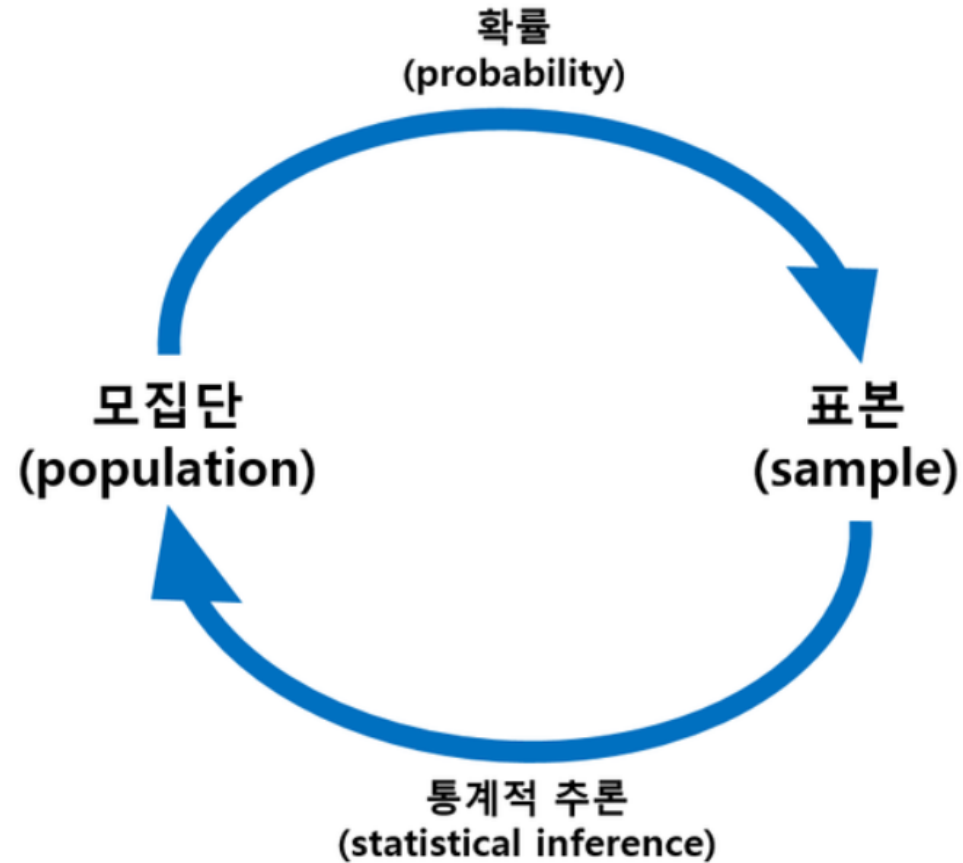 확률
(probability)
모집단
(population)
표본
(sample)
통계적 추론
(statistical inference)